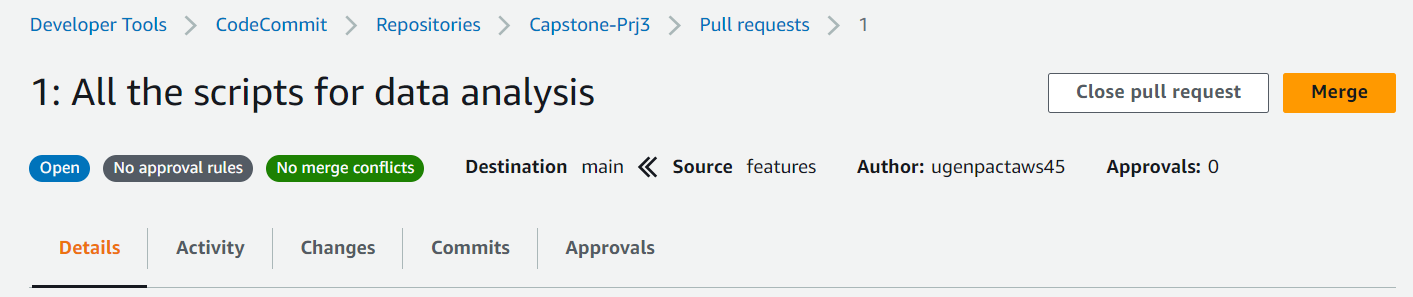 Developer Tools > CodeCommit > Repositories > Capstone-Prj3 > Pull requests > 1
1: All the scripts for data analysis
Close pull request
Merge
Open No approval rules No merge conflicts Destination main Source features Author: ugenpactaws45 Approvals: 0
Details Activity Changes Commits Approvals